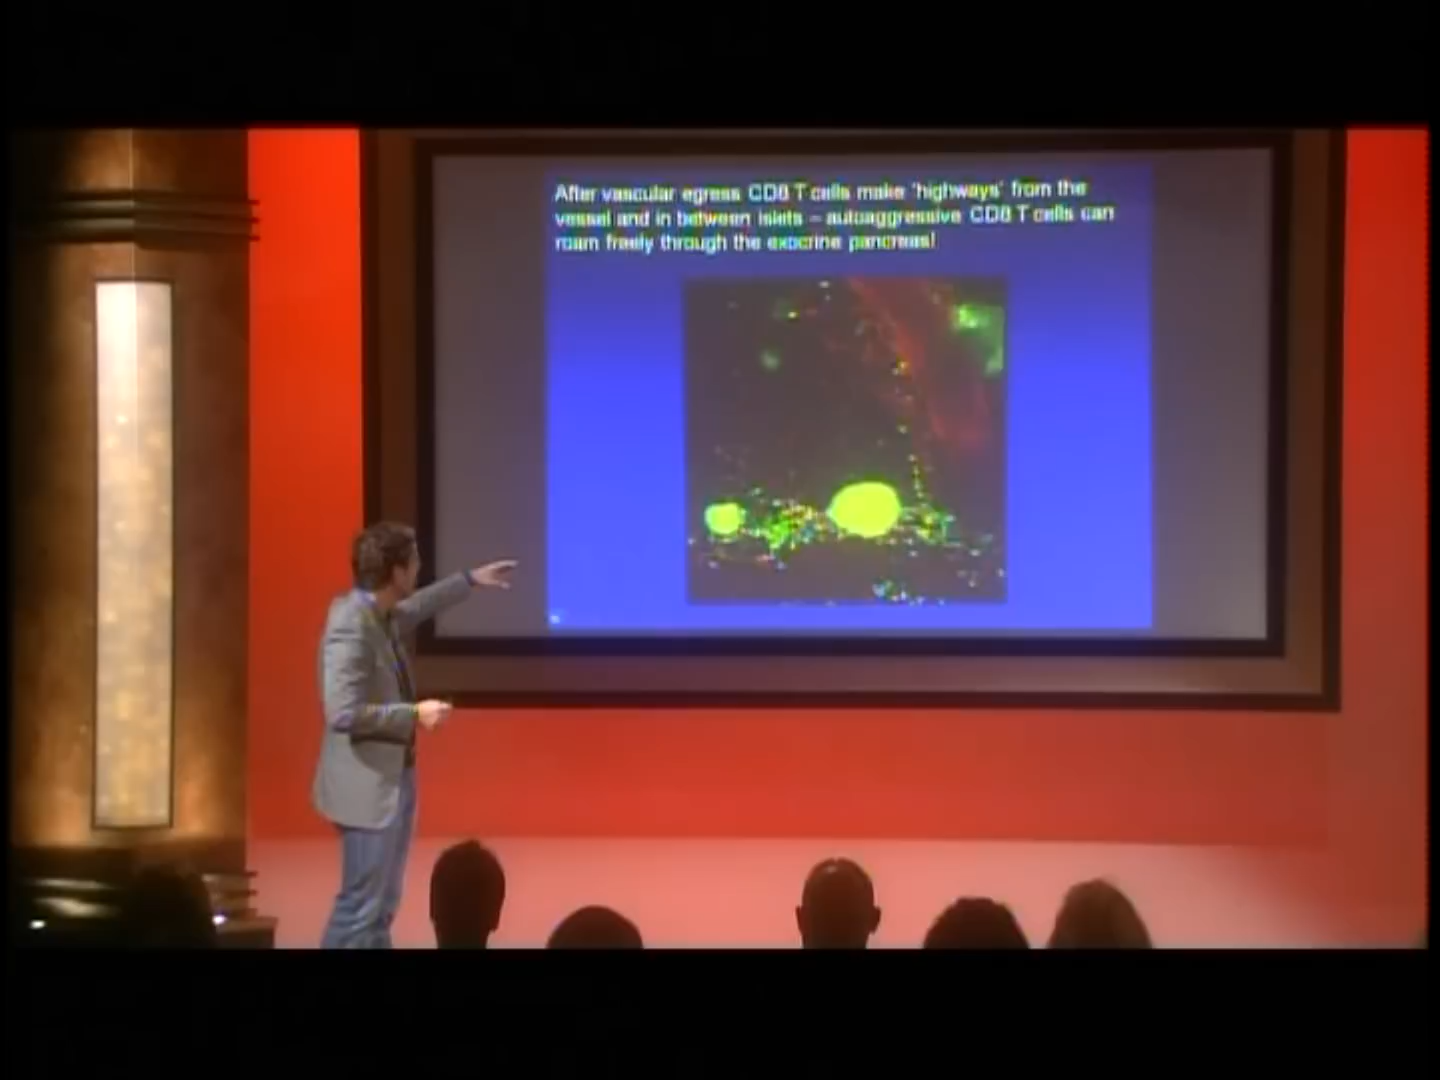 After vascular egress CD8 T cells make 'highways' from the
vessel and in between islets – autoaggressive CD8 T cells can
roam freely through the exocrine pancreas!